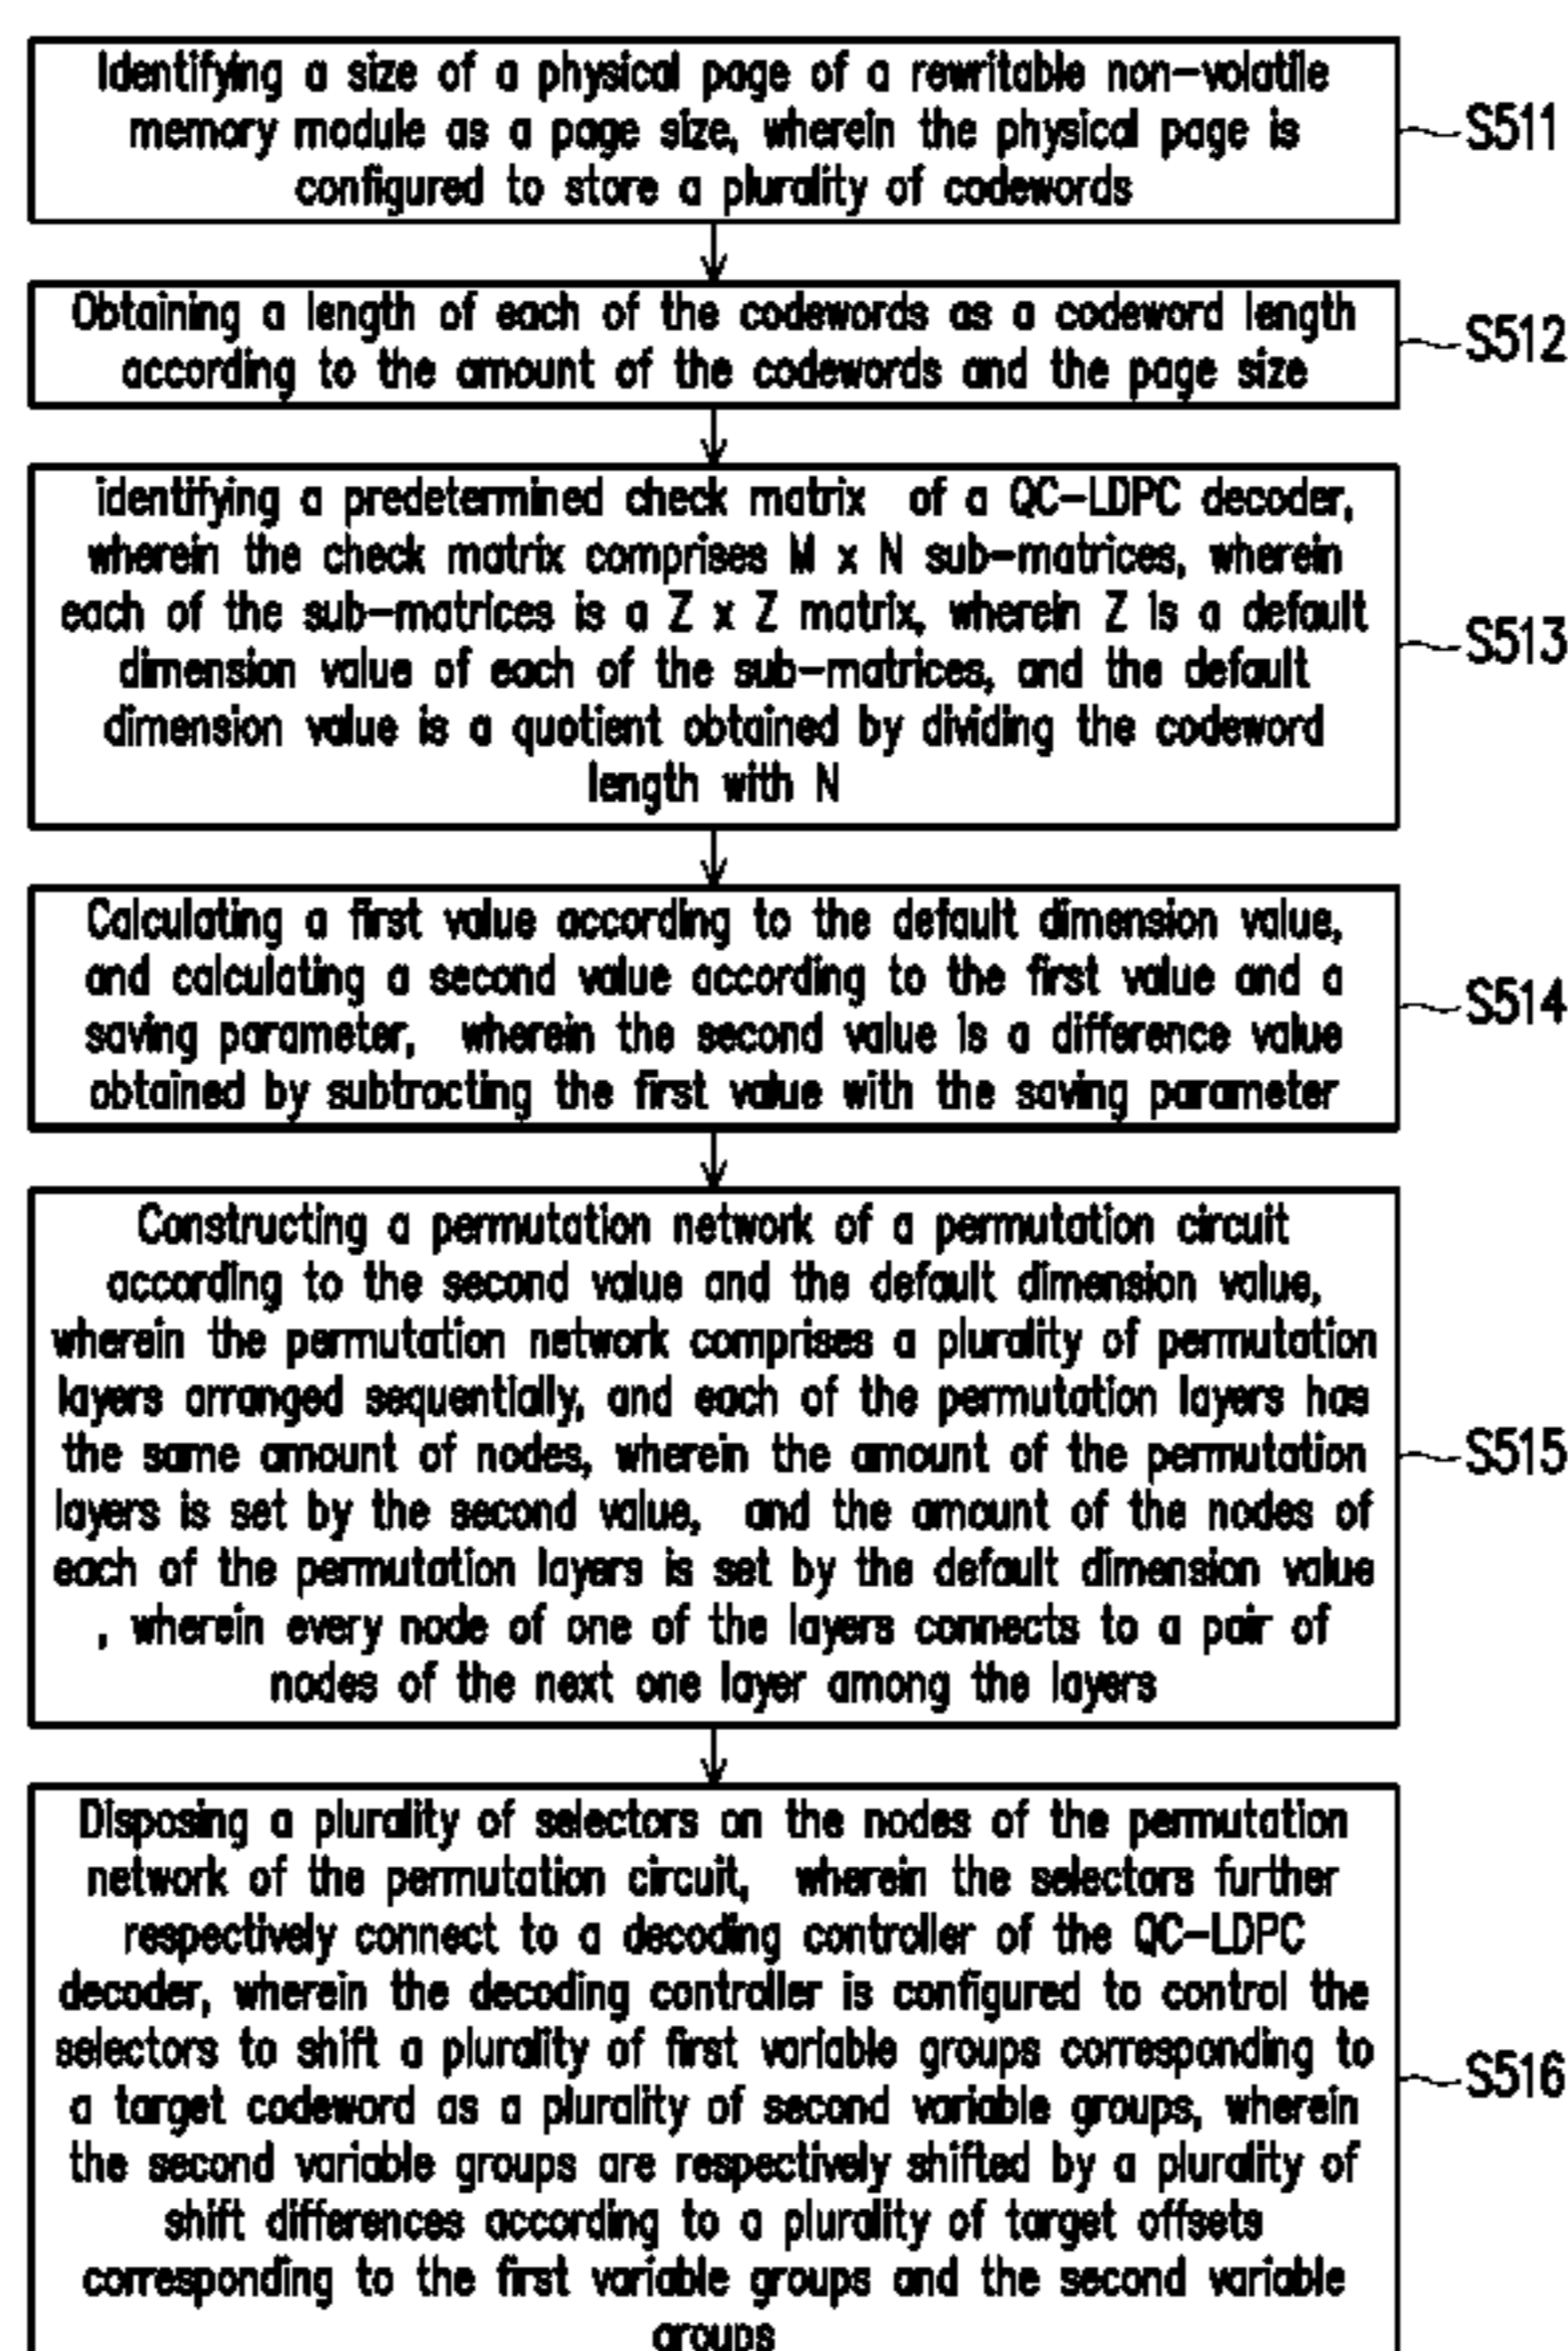 Identifying a size of a physical page of a rewritable non-volatile
memory module as a page size, wherein the physical page is
configured to store a plurality of codewords
S511
Obtaining a length of each of the codewords as a codeword length
according to the amount of the codewords and the page size
S512
identifying a predetermined check matrix of a QC-LDPC decoder,
wherein the check matrix comprises M x N sub-matrices, wherein
each of the sub-matrices is a Z x Z matrix, wherein Z is a default
dimension value of each of the sub-matrices, and the default
dimension value is a quotient obtained by dividing the codeword
length with N
S513
Calculating a first value according to the default dimension value,
and calculating a second value according to the first value and a
saving parameter, wherein the second value is a difference value
obtained by subtracting the first value with the saving parameter
S514
Constructing a permutation network of a permutation circuit
according to the second value and the default dimension value,
wherein the permutation network comprises a plurality of permutation
layers arranged sequentially, and each of the permutation layers has
the same amount of nodes, wherein the amount of the permutation
layers is set by the second value, and the amount of the nodes of
each of the permutation layers is set by the default dimension value
, wherein every node of one of the layers connects to a pair of
nodes of the next one layer among the layers
S515
Disposing a plurality of selectors on the nodes of the permutation
network of the permutation circuit, wherein the selectors further
respectively connect to a decoding controller of the QC-LDPC
decoder, wherein the decoding controller is configured to control the
selectors to shift a plurality of first variable groups corresponding to
a target codeword as a plurality of second variable groups, wherein
the second variable groups are respectively shifted by a plurality of
shift differences according to a plurality of target offsets
corresponding to the first variable groups and the second variable
groups
S516